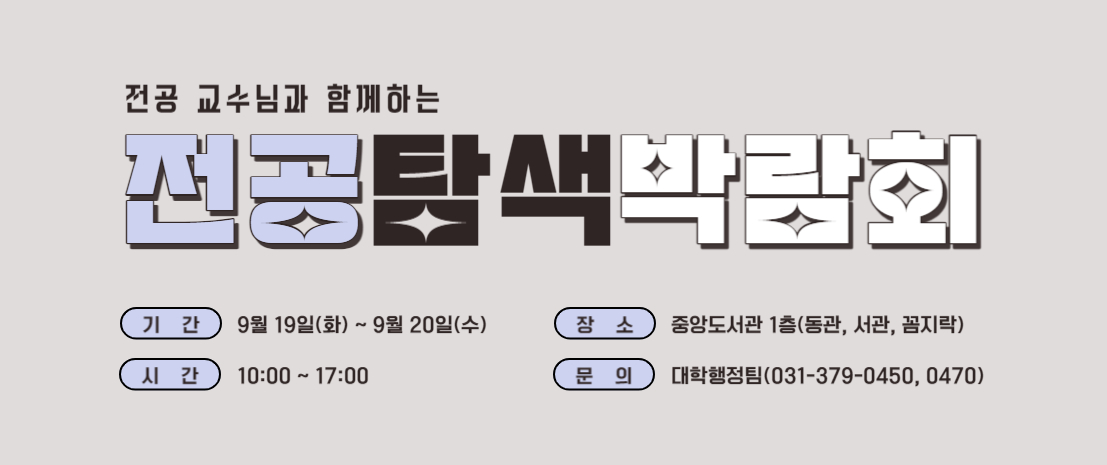 전공 교수님과 함께하는
전공탐색박람회
기 간 9월 19일(화) ~ 9월 20일(수)
장 소 중앙도서관 1층(동관, 서관, 꼼지락)
시 간 10:00 ~ 17:00
문 의 대학행정팀(031-379-0450, 0470)